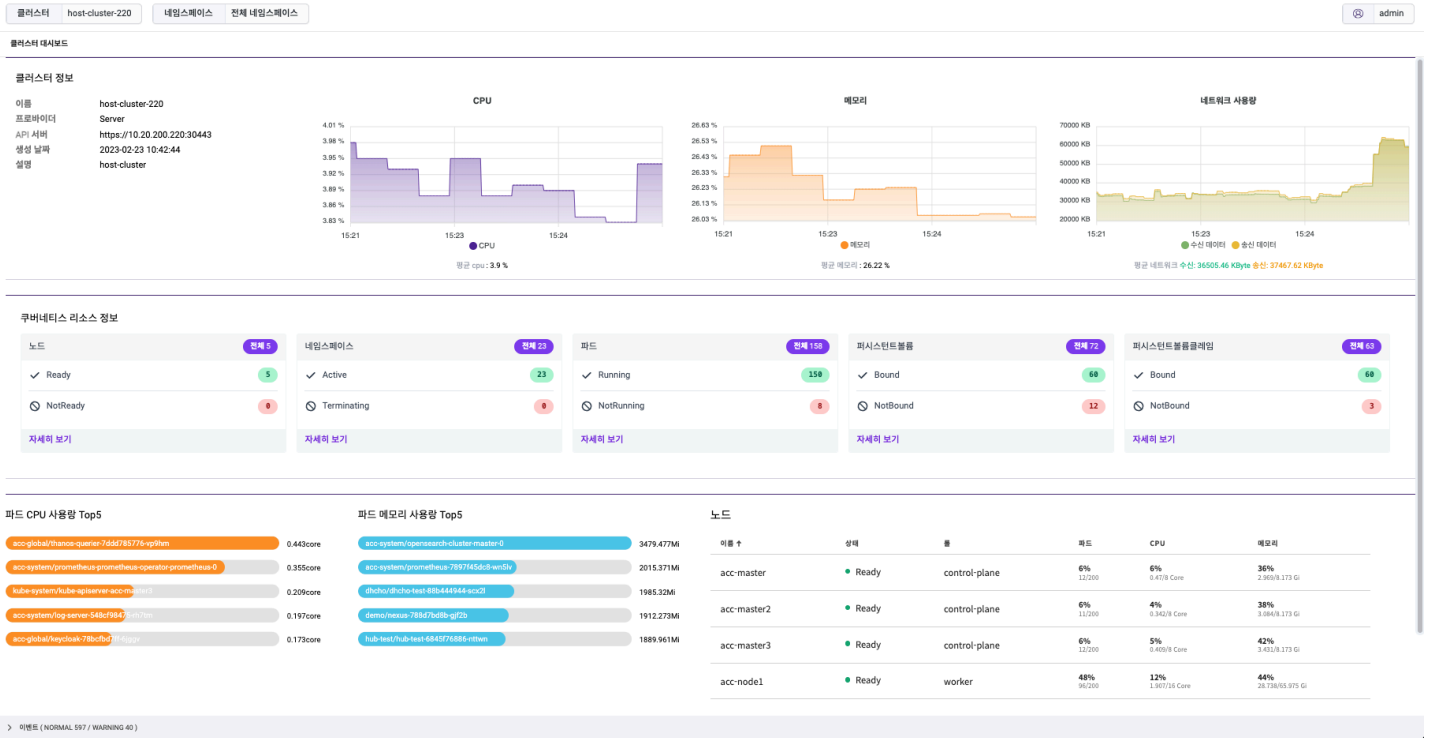 클러스터 host-cluster-220 네임스페이스 전체 네임스페이스 admin
클러스터 대시보드
클러스터 정보
이름 host-cluster-220
프로바이더 Server
API 서버 https://10.20.200.220:30443
생성 날짜 2023-02-23 10:42:44
설명 host-cluster
CPU
4.01 %
3.98 %
3.95 %
3.92 %
3.89 %
3.86 %
3.83 %
15:21 15:23 15:24
CPU
평균 cpu : 3.9 %
메모리
26.63 %
26.53 %
26.43 %
26.33 %
26.23 %
26.13 %
26.03 %
15:21 15:23 15:24
메모리
평균 메모리 : 26.22 %
네트워크 사용량
70000 KB
60000 KB
50000 KB
40000 KB
30000 KB
20000 KB
15:21 15:23 15:24
수신 데이터 송신 데이터
평균 네트워크 수신: 36505.46 KByte 송신: 37467.62 KByte
쿠버네티스 리소스 정보
노드 전체 5
Ready 5
NotReady 0
자세히 보기
네임스페이스 전체 23
Active 23
Terminating 0
자세히 보기
파드 전체 158
Running 150
NotRunning 8
자세히 보기
퍼시스턴트볼륨 전체 72
Bound 60
NotBound 12
자세히 보기
퍼시스턴트볼륨클레임 전체 63
Bound 60
NotBound 3
자세히 보기
파드 CPU 사용량 Top5
acc-global/thanos-querier-7ddd785776-vp9hm 0.443core
acc-system/prometheus-prometheus-operator-prometheus-0 0.355core
kube-system/kube-apiserver-acc-master3 0.209core
acc-system/log-server-548cf98475-m7tn 0.197core
0.173core
파드 메모리 사용량 Top5
acc-system/opensearch-cluster-master-0 3479.477Mi
acc-system/prometheus-7897f45dc8-wn5lv 2015.371Mi
dhcho/dhcho-test-88b444944-scx2l 1985.32Mi
demo/nexus-788d7bd8b-gjf2b 1912.273Mi
hub-test/hub-test-6845f76886-nttwn 1889.961Mi
노드
이름 ↑ 상태 롤 파드 CPU 메모리
acc-master Ready control-plane 6% 6% 36%
12/200 0.47/8 Core 2.969/8.173 Gi
acc-master2 Ready control-plane 6% 4% 38%
11/200 0.342/8 Core 3.084/8.173 Gi
acc-master3 Ready control-plane 6% 5% 42%
12/200 0.409/8 Core 3.431/8.173 Gi
acc-node1 Ready worker 48% 12% 44%
96/200 1.907/16 Core 28.738/65.975 Gi
이벤트 ( NORMAL 597 / WARNING 40 )